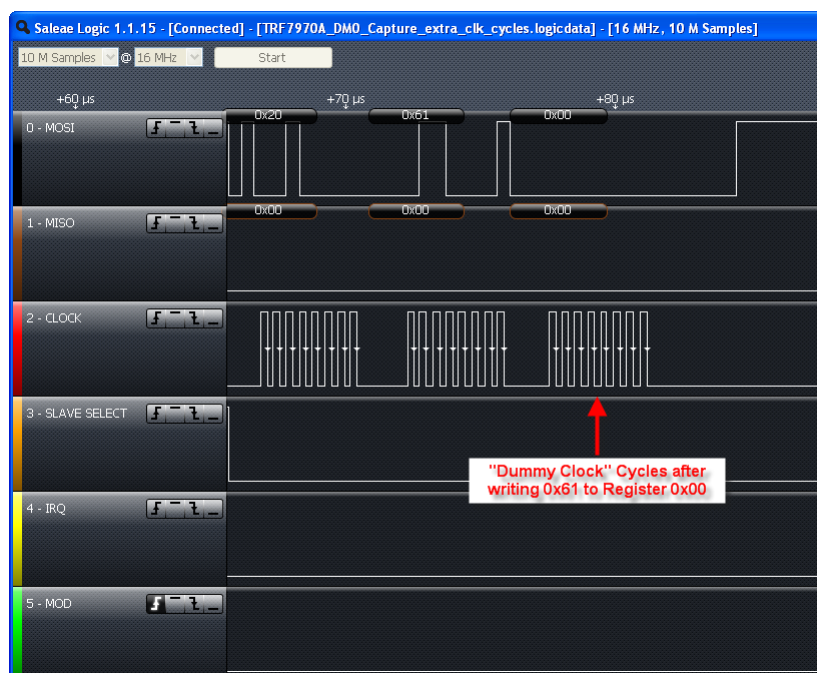 Saleae Logic 1.1.15 - [Connected] - [TRF7970A_DM0_Capture_extra_clk_cycles.logicdata] - [16 MHz, 10 M Samples]
10 M Samples @ 16 MHz Start
+60 µs +70 µs +80 µs
0 - MOSI
0x20 0x61 0x00
1 - MISO
0x00 0x00 0x00
2 - CLOCK
3 - SLAVE SELECT
"Dummy Clock" Cycles after
writing 0x61 to Register 0x00
4 - IRQ
5 - MOD